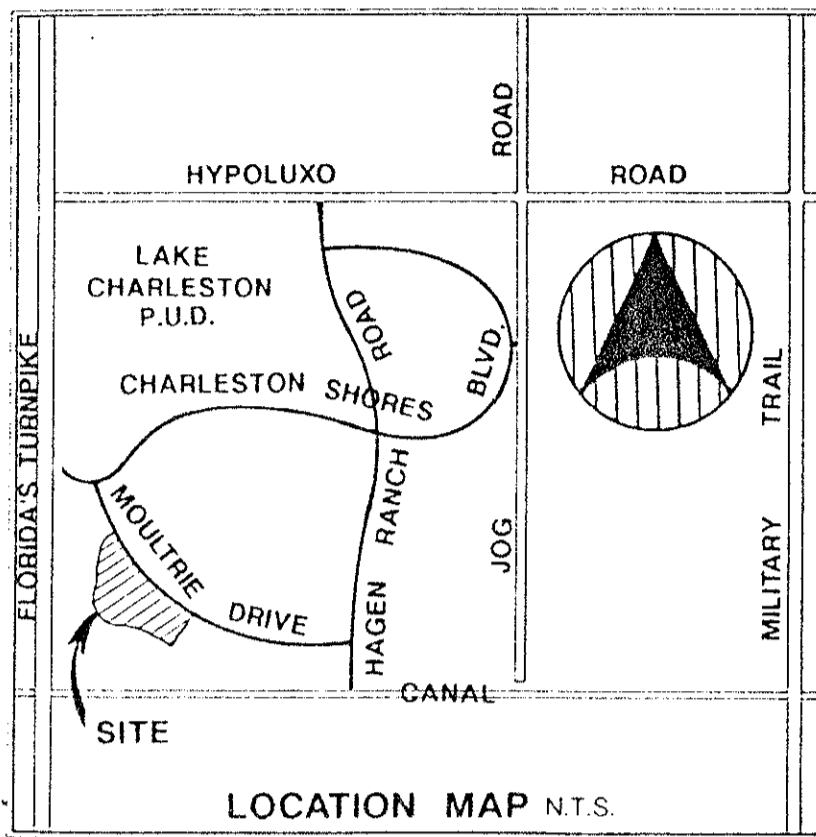 ROAD
HYPOLUXO ROAD
LAKE
CHARLESTON
P.U.D.
ROAD
BLVD.
CHARLESTON SHORES
TRAIL
FLORIDA'S TURNPIKE
MOULTRIE
DRIVE
HAGEN RANCH
JOG
MILITARY
CANAL
SITE
LOCATION MAP N.T.S.